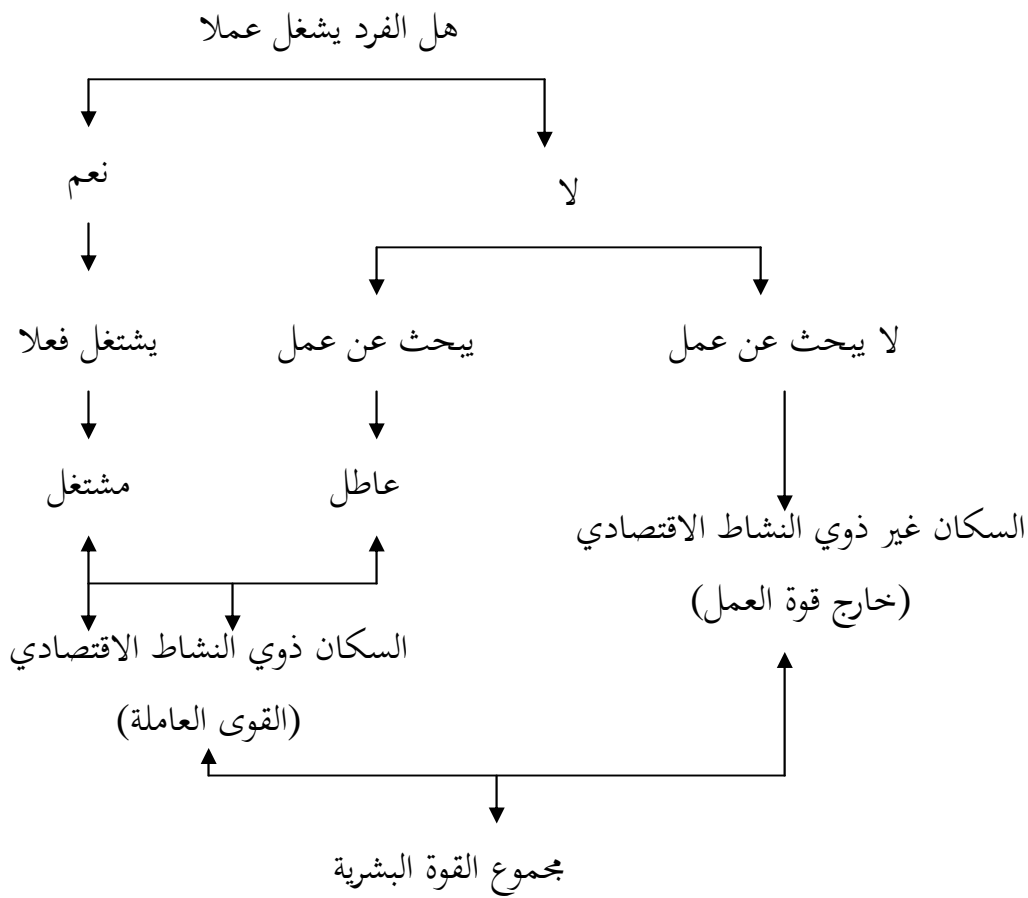 هل الفرد يشغل عملا
نعم
لا
يشتغل فعلا
يبحث عن عمل
لا يبحث عن عمل
مشتغل
عاطل
السكان غير ذوي النشاط الاقتصادي
(خارج قوة العمل)
السكان ذوي النشاط الاقتصادي
(القوى العاملة)
مجموع القوة البشرية